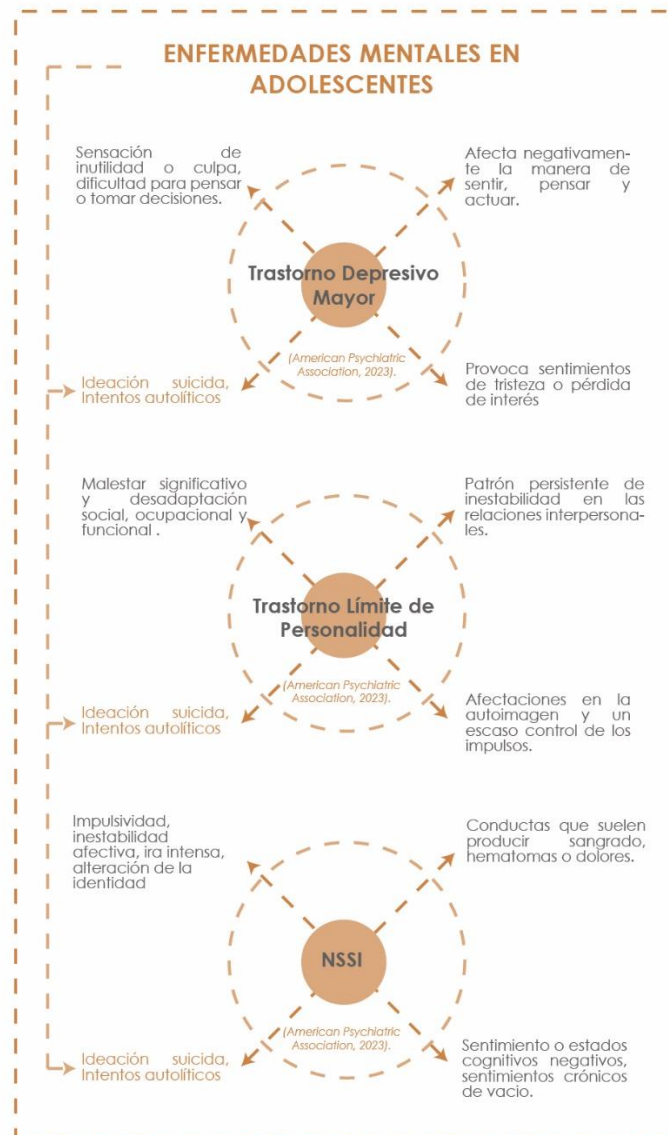 ENFERMEDADES MENTALES EN
ADOLESCENTES
Sensación de
inutilidad o culpa,
dificultad para pensar
o tomar decisiones.
Afecta negativamen-
te la manera de
sentir, pensar y
actuar.
Trastorno Depresivo
Mayor
(American Psychiatric
Association, 2023).
Ideación suicida,
Intentos autolíticos
Provoca sentimientos
de tristeza o pérdida
de interés
Malestar significativo
y desadaptación
social, ocupacional y
funcional .
Patrón persistente de
inestabilidad en las
relaciones interpersona-
les.
Trastorno Límite de
Personalidad
(American Psychiatric
Association, 2023).
Ideación suicida,
Intentos autolíticos
Afectaciones en la
autoimagen y un
escaso control de los
impulsos.
Impulsividad,
inestabilidad
afectiva, ira intensa,
alteración de la
identidad
Conductas que suelen
producir sangrado,
hematomas o dolores.
NSSI
(American Psychiatric
Association, 2023).
Ideación suicida,
Intentos autolíticos
Sentimiento o estados
cognitivos negativos,
sentimientos crónicos
de vacio.